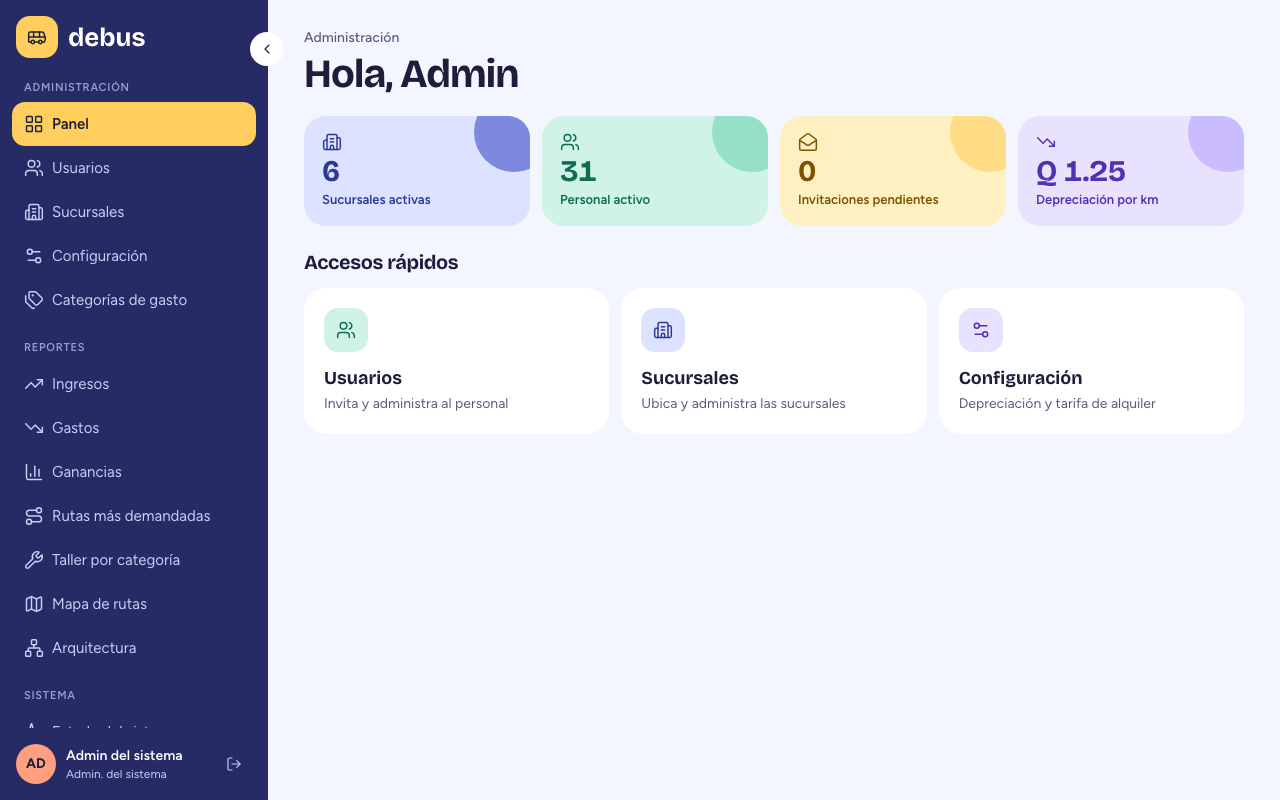 debus
ADMINISTRACIÓN
Panel
Usuarios
Sucursales
Configuración
Categorías de gasto
REPORTES
Ingresos
Gastos
Ganancias
Rutas más demandadas
Taller por categoría
Mapa de rutas
Arquitectura
SISTEMA
AD
Admin del sistema
Admin. del sistema
Administración
Hola, Admin
6
Sucursales activas
31
Personal activo
0
Invitaciones pendientes
Q 1.25
Depreciación por km
Accesos rápidos
Usuarios
Invita y administra al personal
Sucursales
Ubica y administra las sucursales
Configuración
Depreciación y tarifa de alquiler